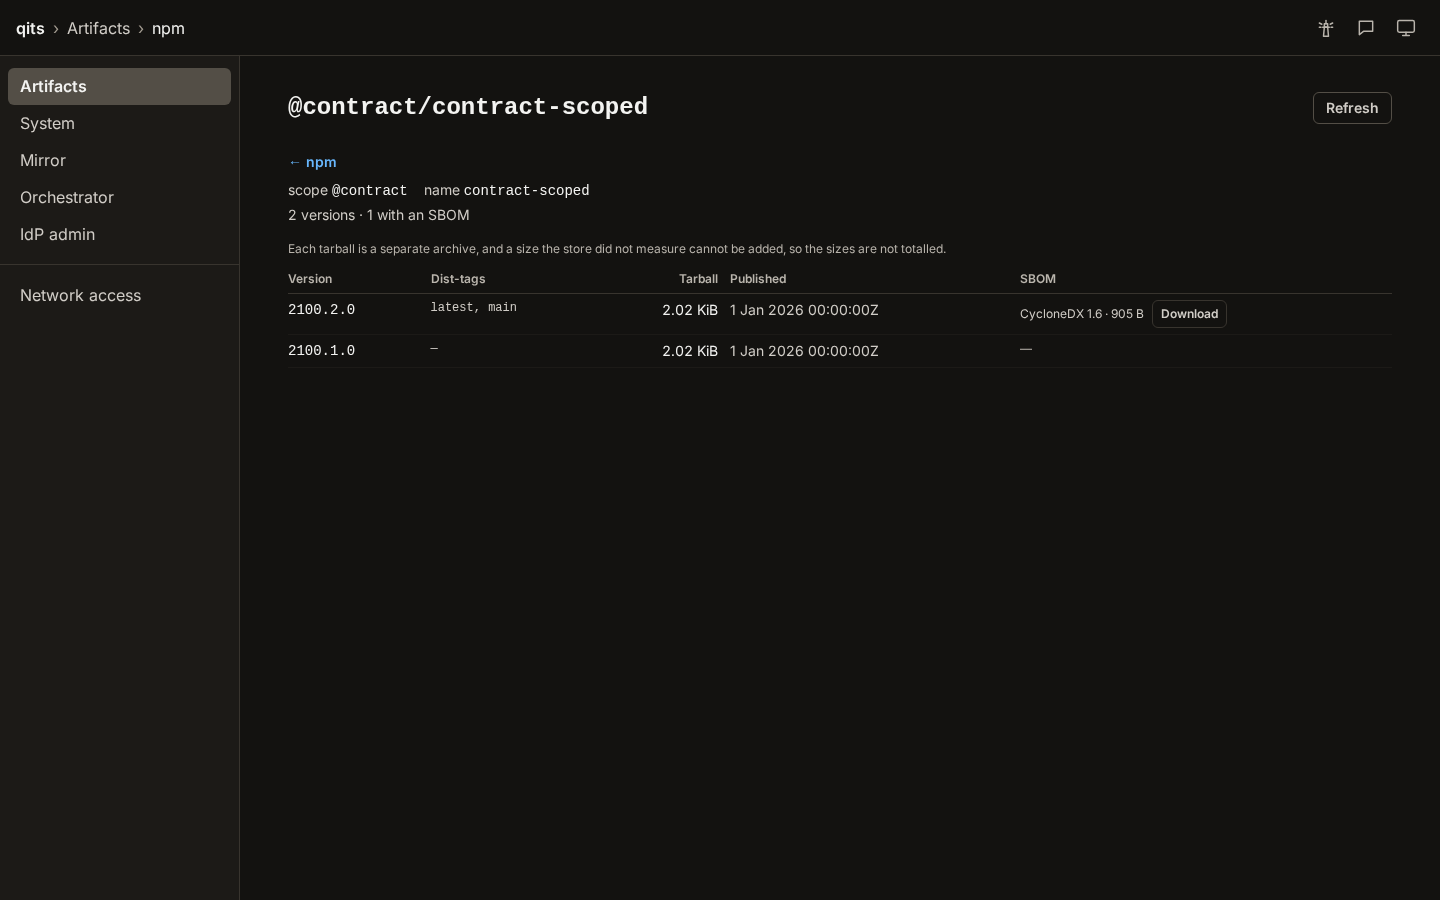 qits › Artifacts › npm
Artifacts
System
Mirror
Orchestrator
IdP admin
Network access
@contract/contract-scoped
Refresh
← npm
scope @contract name contract-scoped
2 versions · 1 with an SBOM
Each tarball is a separate archive, and a size the store did not measure cannot be added, so the sizes are not totalled.
Version Dist-tags Tarball Published SBOM
2100.2.0 latest, main 2.02 KiB 1 Jan 2026 00:00:00Z CycloneDX 1.6 · 905 B Download
2100.1.0 — 2.02 KiB 1 Jan 2026 00:00:00Z —